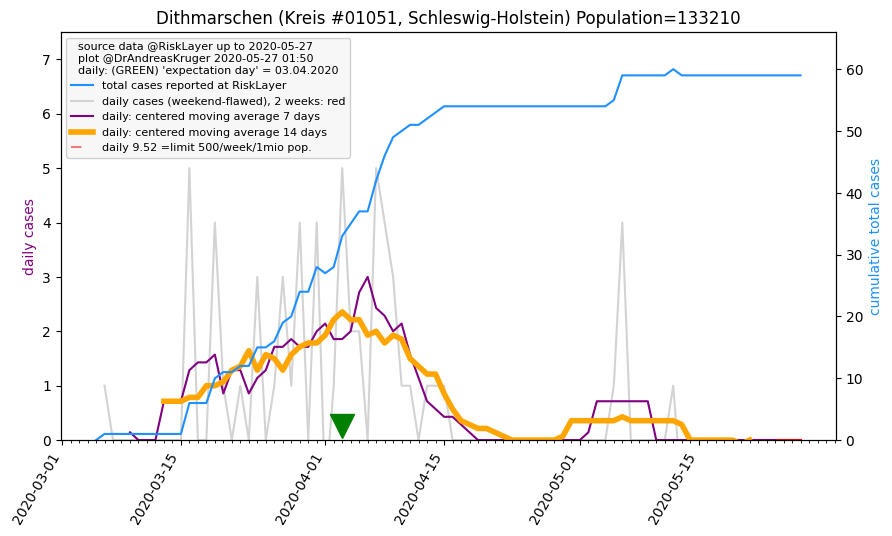 Dithmarschen (Kreis #01051, Schleswig-Holstein) Population=133210
source data @RiskLayer up to 2020-05-27
plot @DrAndreasKruger 2020-05-27 01:50
daily: (GREEN) 'expectation day' = 03.04.2020
total cases reported at RiskLayer
daily cases (weekend-flawed), 2 weeks: red
daily: centered moving average 7 days
daily: centered moving average 14 days
daily 9.52 =limit 500/week/1mio pop.
daily cases
7
6
5
4
3
2
1
0
60
50
40
30
20
10
0
cumulative total cases
2020-03-01
2020-03-15
2020-04-01
2020-04-15
2020-05-01
2020-05-15